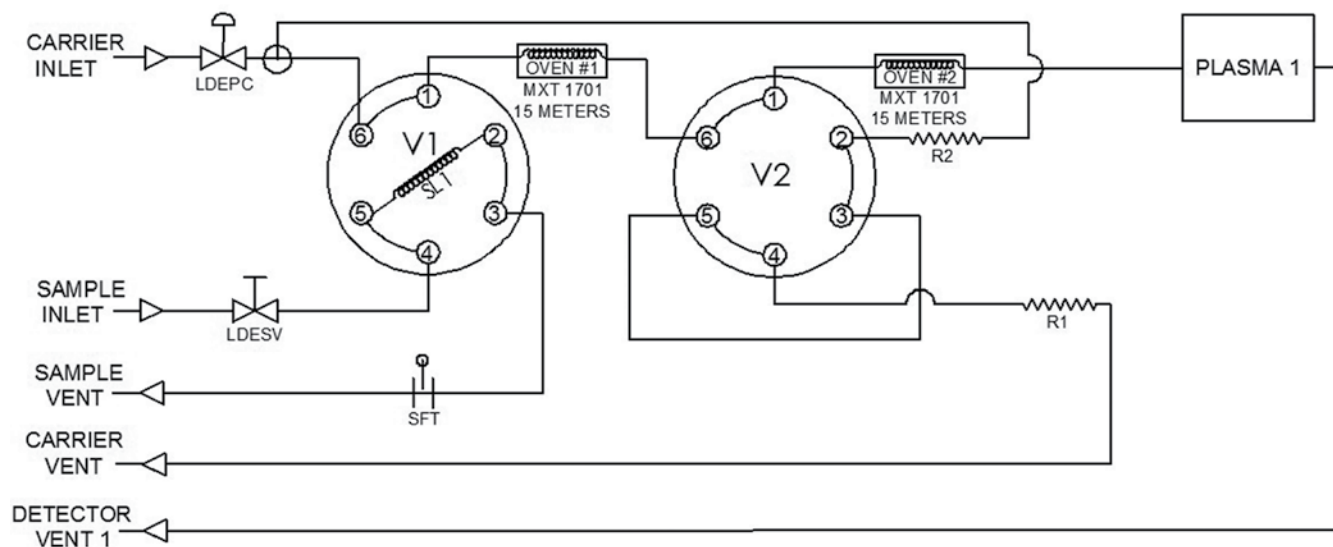 CARRIER
INLET
LDEPC
OVEN #1
MXT 1701
15 METERS
OVEN #2
MXT 1701
15 METERS
PLASMA 1
1
6
V1
2
SL1
5
3
4
1
6
2
R2
V2
5
3
4
SAMPLE
INLET
LDESV
R1
SAMPLE
VENT
SFT
CARRIER
VENT
DETECTOR
VENT 1